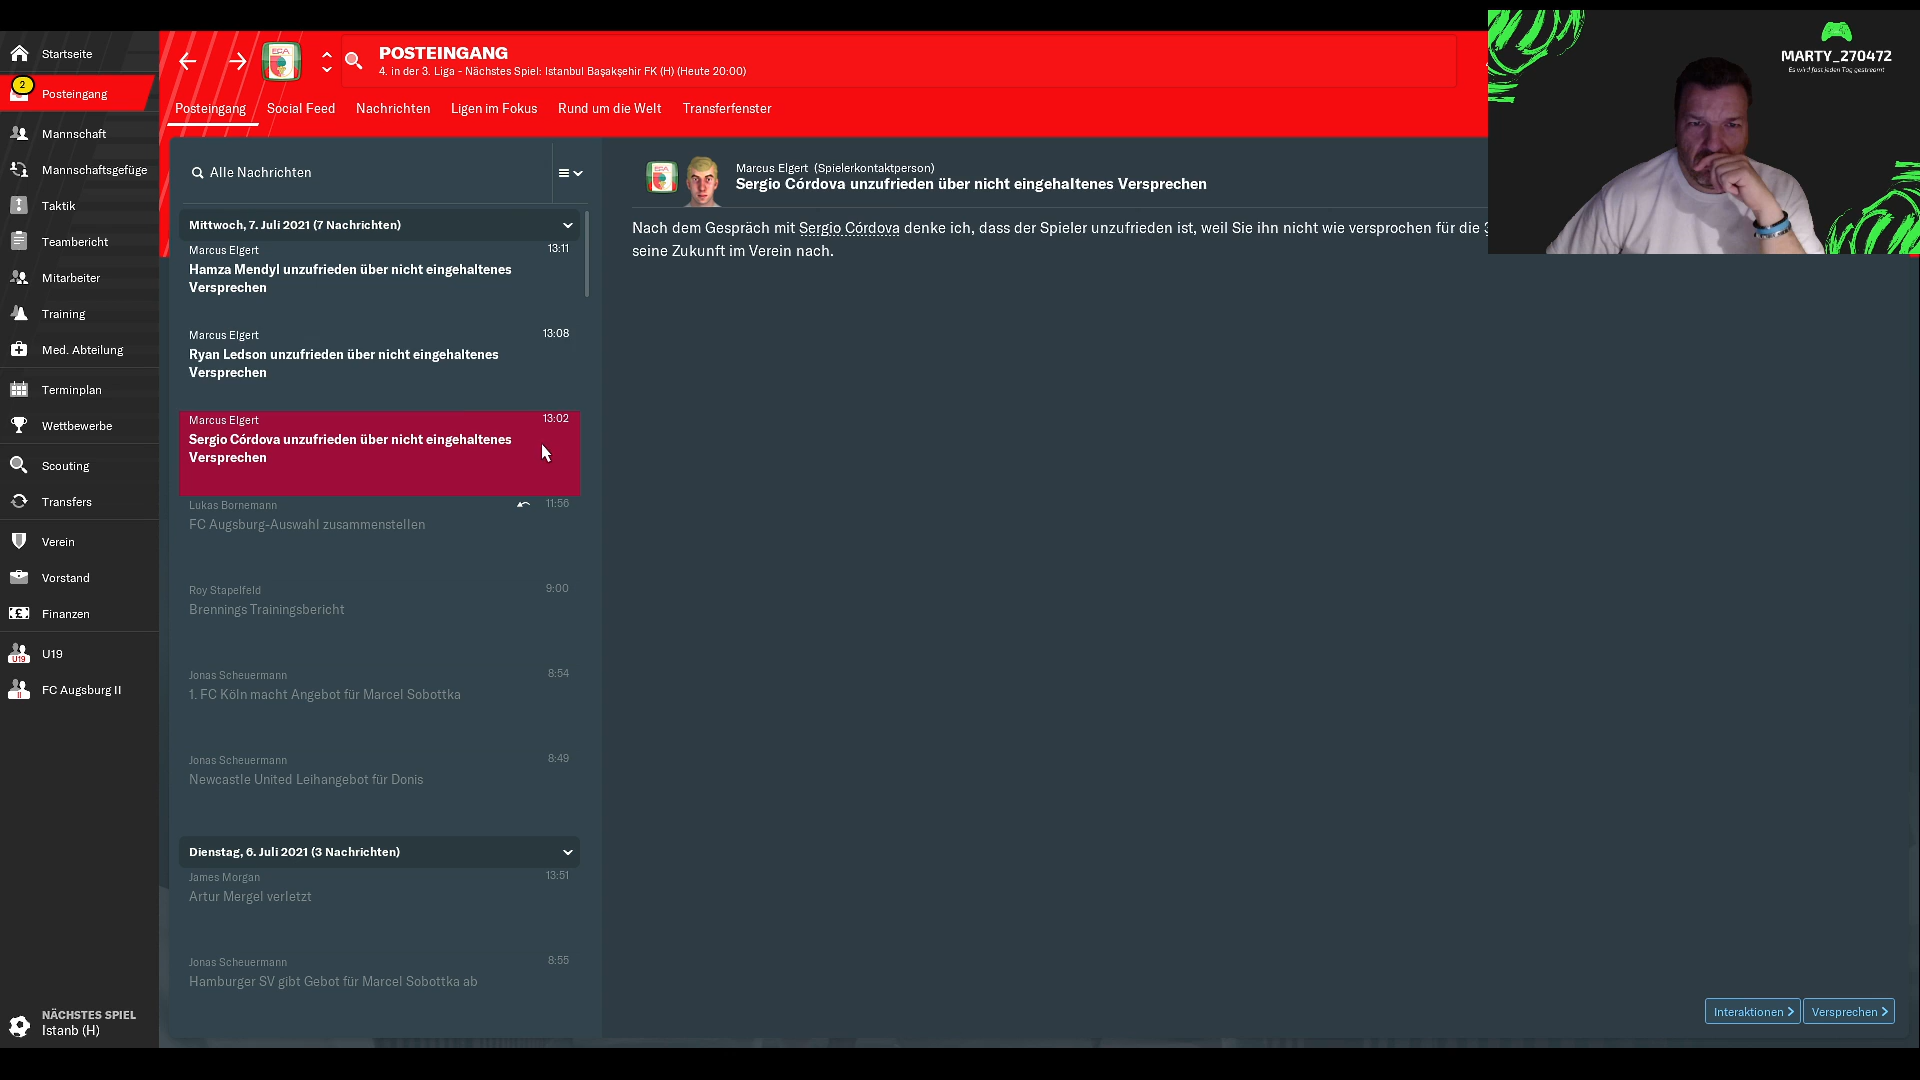 Startseite
2
Posteingang
Mannschaft
Mannschaftsgefüge
Taktik
Teambericht
Mitarbeiter
Training
Med. Abteilung
Terminplan
Wettbewerbe
Scouting
Transfers
Verein
Vorstand
Finanzen
U19
U19
II
FC Augsburg II
NÄCHSTES SPIEL
Istanb (H)
FCA
POSTEINGANG
4. in der 3. Liga - Nächstes Spiel: Istanbul Başakşehir FK (H) (Heute 20:00)
Posteingang
Social Feed
Nachrichten
Ligen im Fokus
Rund um die Welt
Transferfenster
Alle Nachrichten
Mittwoch, 7. Juli 2021 (7 Nachrichten)
Marcus Elgert 13:11
Hamza Mendyl unzufrieden über nicht eingehaltenes
Versprechen
Marcus Elgert 13:08
Ryan Ledson unzufrieden über nicht eingehaltenes
Versprechen
Marcus Elgert 13:02
Sergio Córdova unzufrieden über nicht eingehaltenes
Versprechen
Lukas Bornemann 11:56
FC Augsburg-Auswahl zusammenstellen
Roy Stapelfeld 9:00
Brennings Trainingsbericht
Jonas Scheuermann 8:54
1. FC Köln macht Angebot für Marcel Sobottka
Jonas Scheuermann 8:49
Newcastle United Leihangebot für Donis
Dienstag, 6. Juli 2021 (3 Nachrichten)
James Morgan 13:51
Artur Mergel verletzt
Jonas Scheuermann 8:55
Hamburger SV gibt Gebot für Marcel Sobottka ab
Marcus Elgert (Spielerkontaktperson)
Sergio Córdova unzufrieden über nicht eingehaltenes Versprechen
Nach dem Gespräch mit Sergio Córdova denke ich, dass der Spieler unzufrieden ist, weil Sie ihn nicht wie versprochen für die
seine Zukunft im Verein nach.
Interaktionen
Versprechen
MARTY_270472
Es wird fast jeden Tag gestreamt